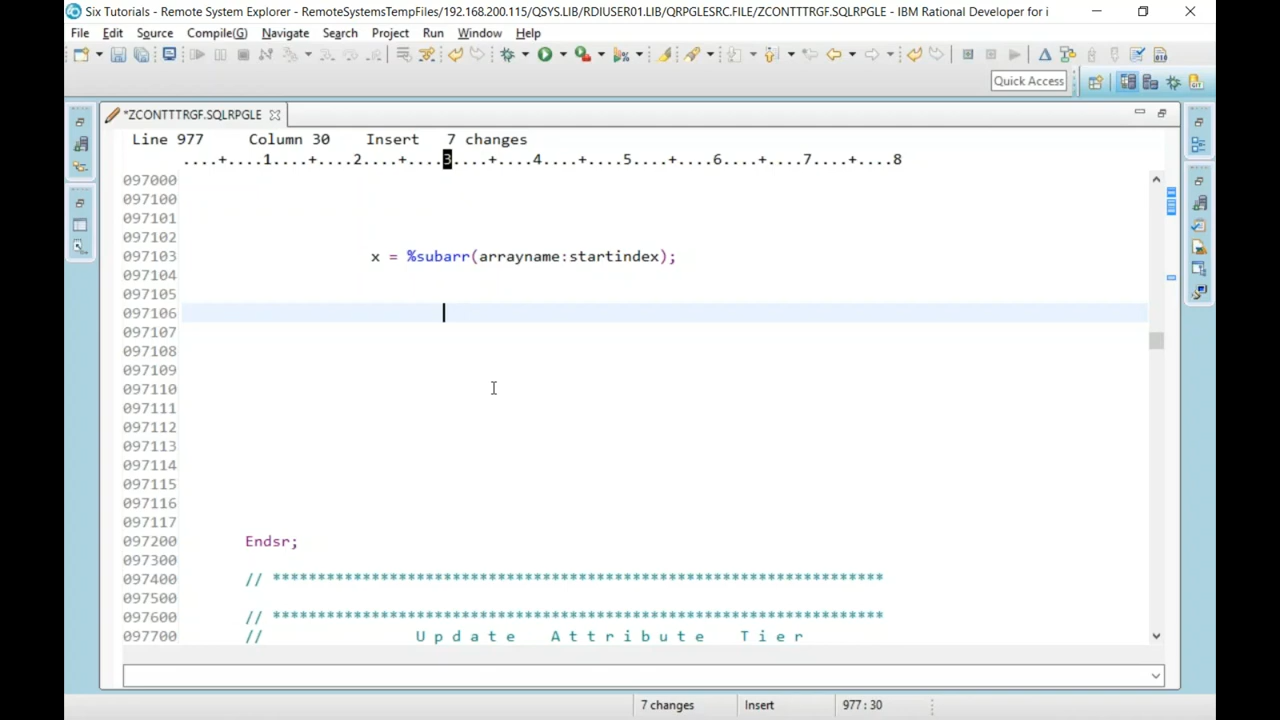 Six Tutorials - Remote System Explorer - RemoteSystemsTempFiles/192.168.200.115/QSYS.LIB/RDIUSER01.LIB/QRPGLESRC.FILE/ZCONTTTRGF.SQLRPGLE - IBM Rational Developer for i
File Edit Source Compile(G) Navigate Search Project Run Window Help
Quick Access
*ZCONTTTRGF.SQLRPGLE
Line 977 Column 30 Insert 7 changes
....+....1....+....2....+....3....+....4....+....5....+....6....+....7....+....8
097000
097100
097101
097102
097103 x = %subarr(arrayname:startindex);
097104
097105
097106
097107
097108
097109
097110
097111
097112
097113
097114
097115
097116
097117
097200 Endsr;
097300
097400 // ********************************************************************
097500
097600 // ********************************************************************
097700 // U p d a t e A t t r i b u t e T i e r
7 changes Insert 977 : 30